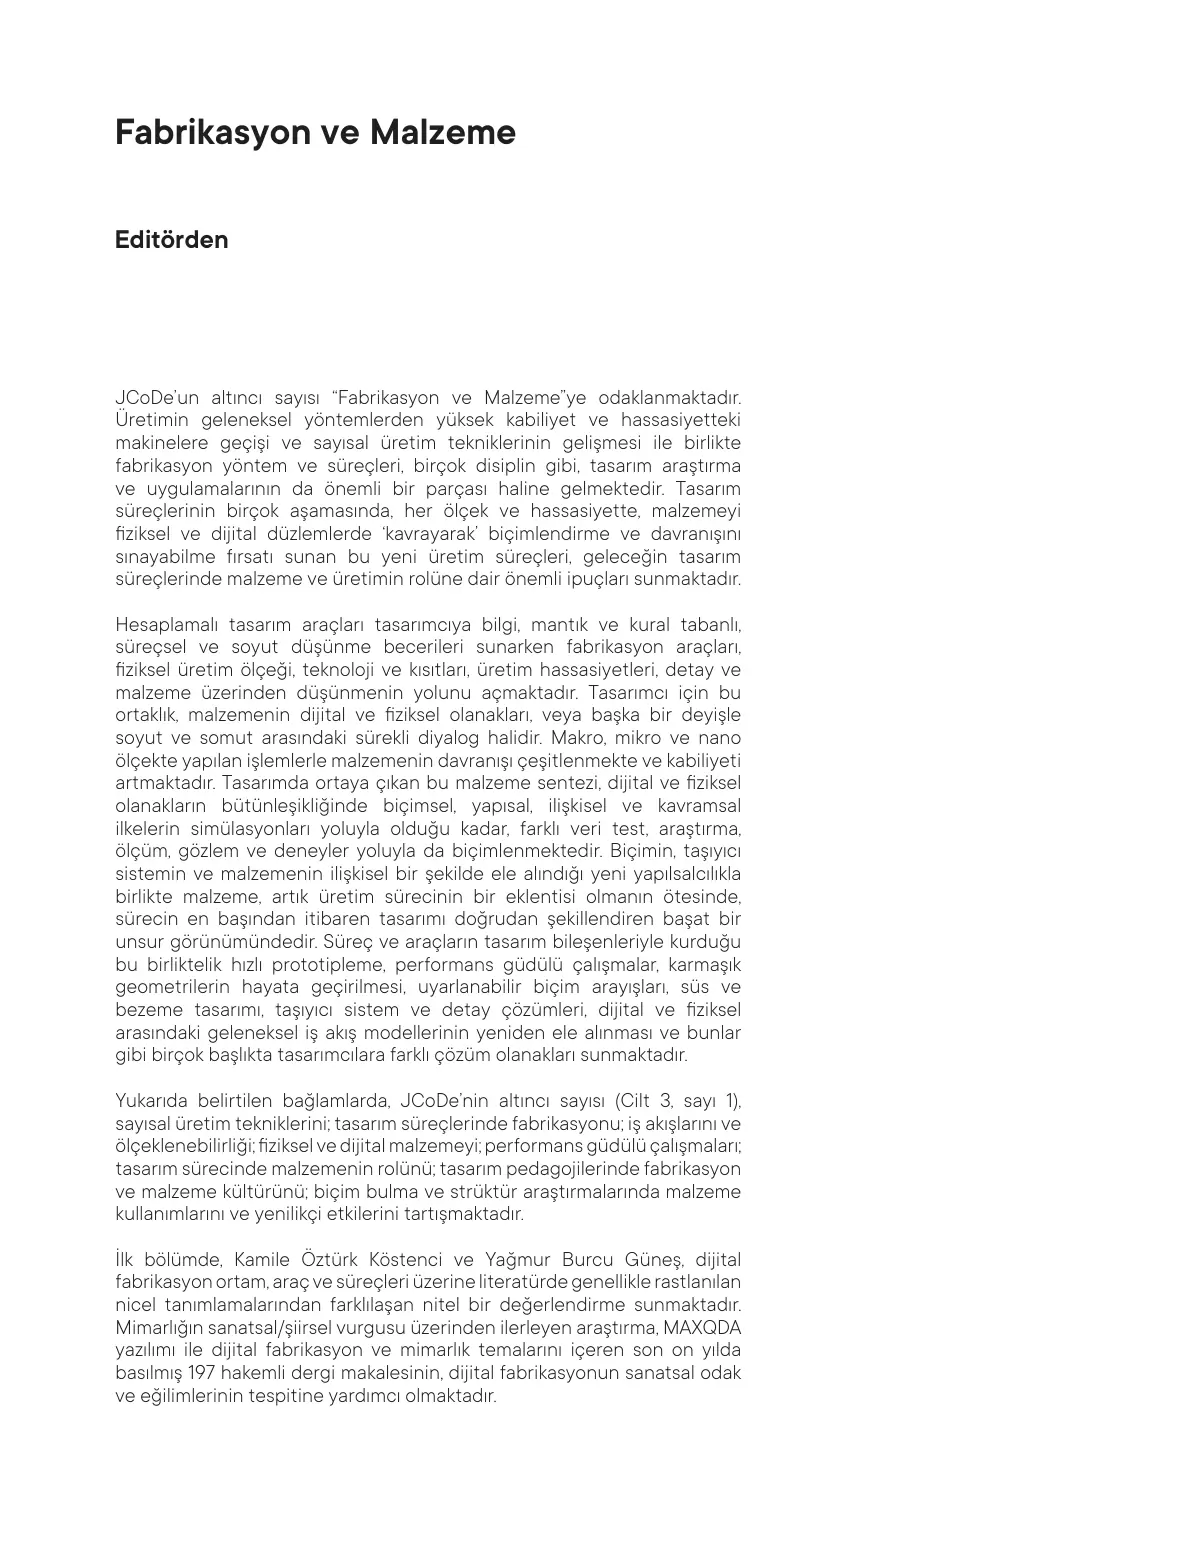 Fabrikasyon ve Malzeme
Editörden
JCoDe’un altıncı sayısı “Fabrikasyon ve Malzeme”ye odaklanmaktadır.
Üretimin geleneksel yöntemlerden yüksek kabiliyet ve hassasiyetteki
makinelere geçişi ve sayısal üretim tekniklerinin gelişmesi ile birlikte
fabrikasyon yöntem ve süreçleri, birçok disiplin gibi, tasarım araştırma
ve uygulamalarının da önemli bir parçası haline gelmektedir. Tasarım
süreçlerinin birçok aşamasında, her ölçek ve hassasiyette, malzemeyi
fiziksel ve dijital düzlemlerde ‘kavrayarak’ biçimlendirme ve davranışını
sınayabilme fırsatı sunan bu yeni üretim süreçleri, geleceğin tasarım
süreçlerinde malzeme ve üretimin rolüne dair önemli ipuçları sunmaktadır.
Hesaplamalı tasarım araçları tasarımcıya bilgi, mantık ve kural tabanlı,
süreçsel ve soyut düşünme becerileri sunarken fabrikasyon araçları,
fiziksel üretim ölçeği, teknoloji ve kısıtları, üretim hassasiyetleri, detay ve
malzeme üzerinden düşünmenin yolunu açmaktadır. Tasarımcı için bu
ortaklık, malzemenin dijital ve fiziksel olanakları, veya başka bir deyişle
soyut ve somut arasındaki sürekli diyalog halidir. Makro, mikro ve nano
ölçekte yapılan işlemlerle malzemenin davranışı çeşitlenmekte ve kabiliyeti
artmaktadır. Tasarımda ortaya çıkan bu malzeme sentezi, dijital ve fiziksel
olanakların bütünleşikliğinde biçimsel, yapısal, ilişkisel ve kavramsal
ilkelerin simülasyonları yoluyla olduğu kadar, farklı veri test, araştırma,
ölçüm, gözlem ve deneyler yoluyla da biçimlenmektedir. Biçimin, taşıyıcı
sistemin ve malzemenin ilişkisel bir şekilde ele alındığı yeni yapılsalcılıkla
birlikte malzeme, artık üretim sürecinin bir eklentisi olmanın ötesinde,
sürecin en başından itibaren tasarımı doğrudan şekillendiren başat bir
unsur görünümündedir. Süreç ve araçların tasarım bileşenleriyle kurduğu
bu birliktelik hızlı prototipleme, performans güdülü çalışmalar, karmaşık
geometrilerin hayata geçirilmesi, uyarlanabilir biçim arayışları, süs ve
bezeme tasarımı, taşıyıcı sistem ve detay çözümleri, dijital ve fiziksel
arasındaki geleneksel iş akış modellerinin yeniden ele alınması ve bunlar
gibi birçok başlıkta tasarımcılara farklı çözüm olanakları sunmaktadır.
Yukarıda belirtilen bağlamlarda, JCoDe’nin altıncı sayısı (Cilt 3, sayı 1),
sayısal üretim tekniklerini; tasarım süreçlerinde fabrikasyonu; iş akışlarını ve
ölçeklenebilirliği; fiziksel ve dijital malzemeyi; performans güdülü çalışmaları;
tasarım sürecinde malzemenin rolünü; tasarım pedagojilerinde fabrikasyon
ve malzeme kültürünü; biçim bulma ve strüktür araştırmalarında malzeme
kullanımlarını ve yenilikçi etkilerini tartışmaktadır.
İlk bölümde, Kamile Öztürk Köstenci ve Yağmur Burcu Güneş, dijital
fabrikasyon ortam, araç ve süreçleri üzerine literatürde genellikle rastlanılan
nicel tanımlamalarından farklılaşan nitel bir değerlendirme sunmaktadır.
Mimarlığın sanatsal/şiirsel vurgusu üzerinden ilerleyen araştırma, MAXQDA
yazılımı ile dijital fabrikasyon ve mimarlık temalarını içeren son on yılda
basılmış 197 hakemli dergi makalesinin, dijital fabrikasyonun sanatsal odak
ve eğilimlerinin tespitine yardımcı olmaktadır.